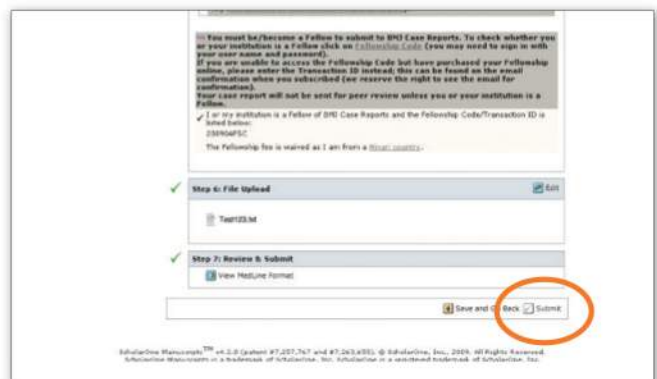 You must be/become a Fellow to submit to BMJ Case Reports. To check whether you
or your institution is a Fellow click on Fellowship Code (you may need to sign in with
your user name and password).
If you are unable to access the Fellowship Code but have purchased your Fellowship
online, please enter the Transaction ID instead; this can be found on the email
confirmation when you subscribed (we reserve the right to see the email for
confirmation).
Your case report will not be sent for peer review unless you or your institution is a
Fellow.
I or my institution is a Fellow of BMJ Case Reports and the Fellowship Code/Transaction ID is
listed below:
The Fellowship fee is waived as I am from a Hinari country.
Step 6: File Upload
Edit
Test123.txt
Step 7: Review & Submit
View MedLine Format
Save and Go Back
Submit
ScholarOne Manuscripts™ v4.2.0 (patent #7,257,767 and #7,263,655). © ScholarOne, Inc., 2009. All Rights Reserved.
ScholarOne Manuscripts is a trademark of ScholarOne, Inc. ScholarOne is a registered trademark of ScholarOne, Inc.